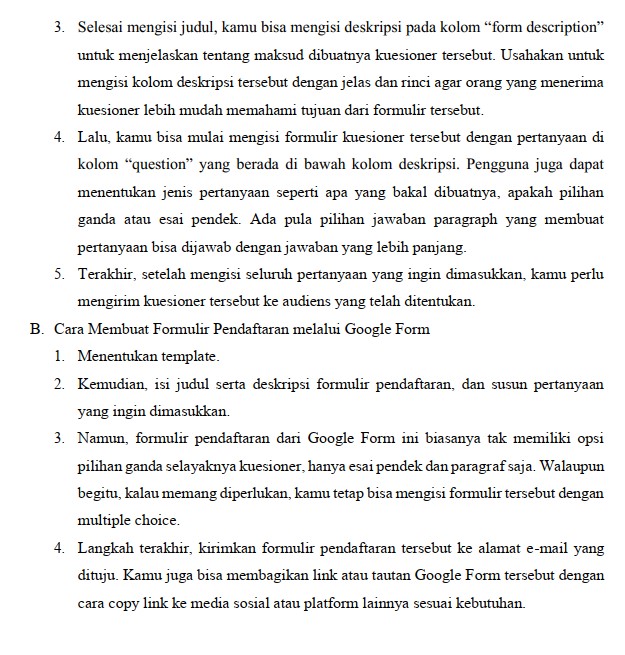 3. Selesai mengisi judul, kamu bisa mengisi deskripsi pada kolom “form description”
untuk menjelaskan tentang maksud dibuatnya kuesioner tersebut. Usahakan untuk
mengisi kolom deskripsi tersebut dengan jelas dan rinci agar orang yang menerima
kuesioner lebih mudah memahami tujuan dari formulir tersebut.
4. Lalu, kamu bisa mulai mengisi formulir kuesioner tersebut dengan pertanyaan di
kolom “question” yang berada di bawah kolom deskripsi. Pengguna juga dapat
menentukan jenis pertanyaan seperti apa yang bakal dibuatnya, apakah pilihan
ganda atau esai pendek. Ada pula pilihan jawaban paragraph yang membuat
pertanyaan bisa dijawab dengan jawaban yang lebih panjang.
5. Terakhir, setelah mengisi seluruh pertanyaan yang ingin dimasukkan, kamu perlu
mengirim kuesioner tersebut ke audiens yang telah ditentukan.
B. Cara Membuat Formulir Pendaftaran melalui Google Form
1. Menentukan template.
2. Kemudian, isi judul serta deskripsi formulir pendaftaran, dan susun pertanyaan
yang ingin dimasukkan.
3. Namun, formulir pendaftaran dari Google Form ini biasanya tak memiliki opsi
pilihan ganda selayaknya kuesioner, hanya esai pendek dan paragraf saja. Walaupun
begitu, kalau memang diperlukan, kamu tetap bisa mengisi formulir tersebut dengan
multiple choice.
4. Langkah terakhir, kirimkan formulir pendaftaran tersebut ke alamat e-mail yang
dituju. Kamu juga bisa membagikan link atau tautan Google Form tersebut dengan
cara copy link ke media sosial atau platform lainnya sesuai kebutuhan.